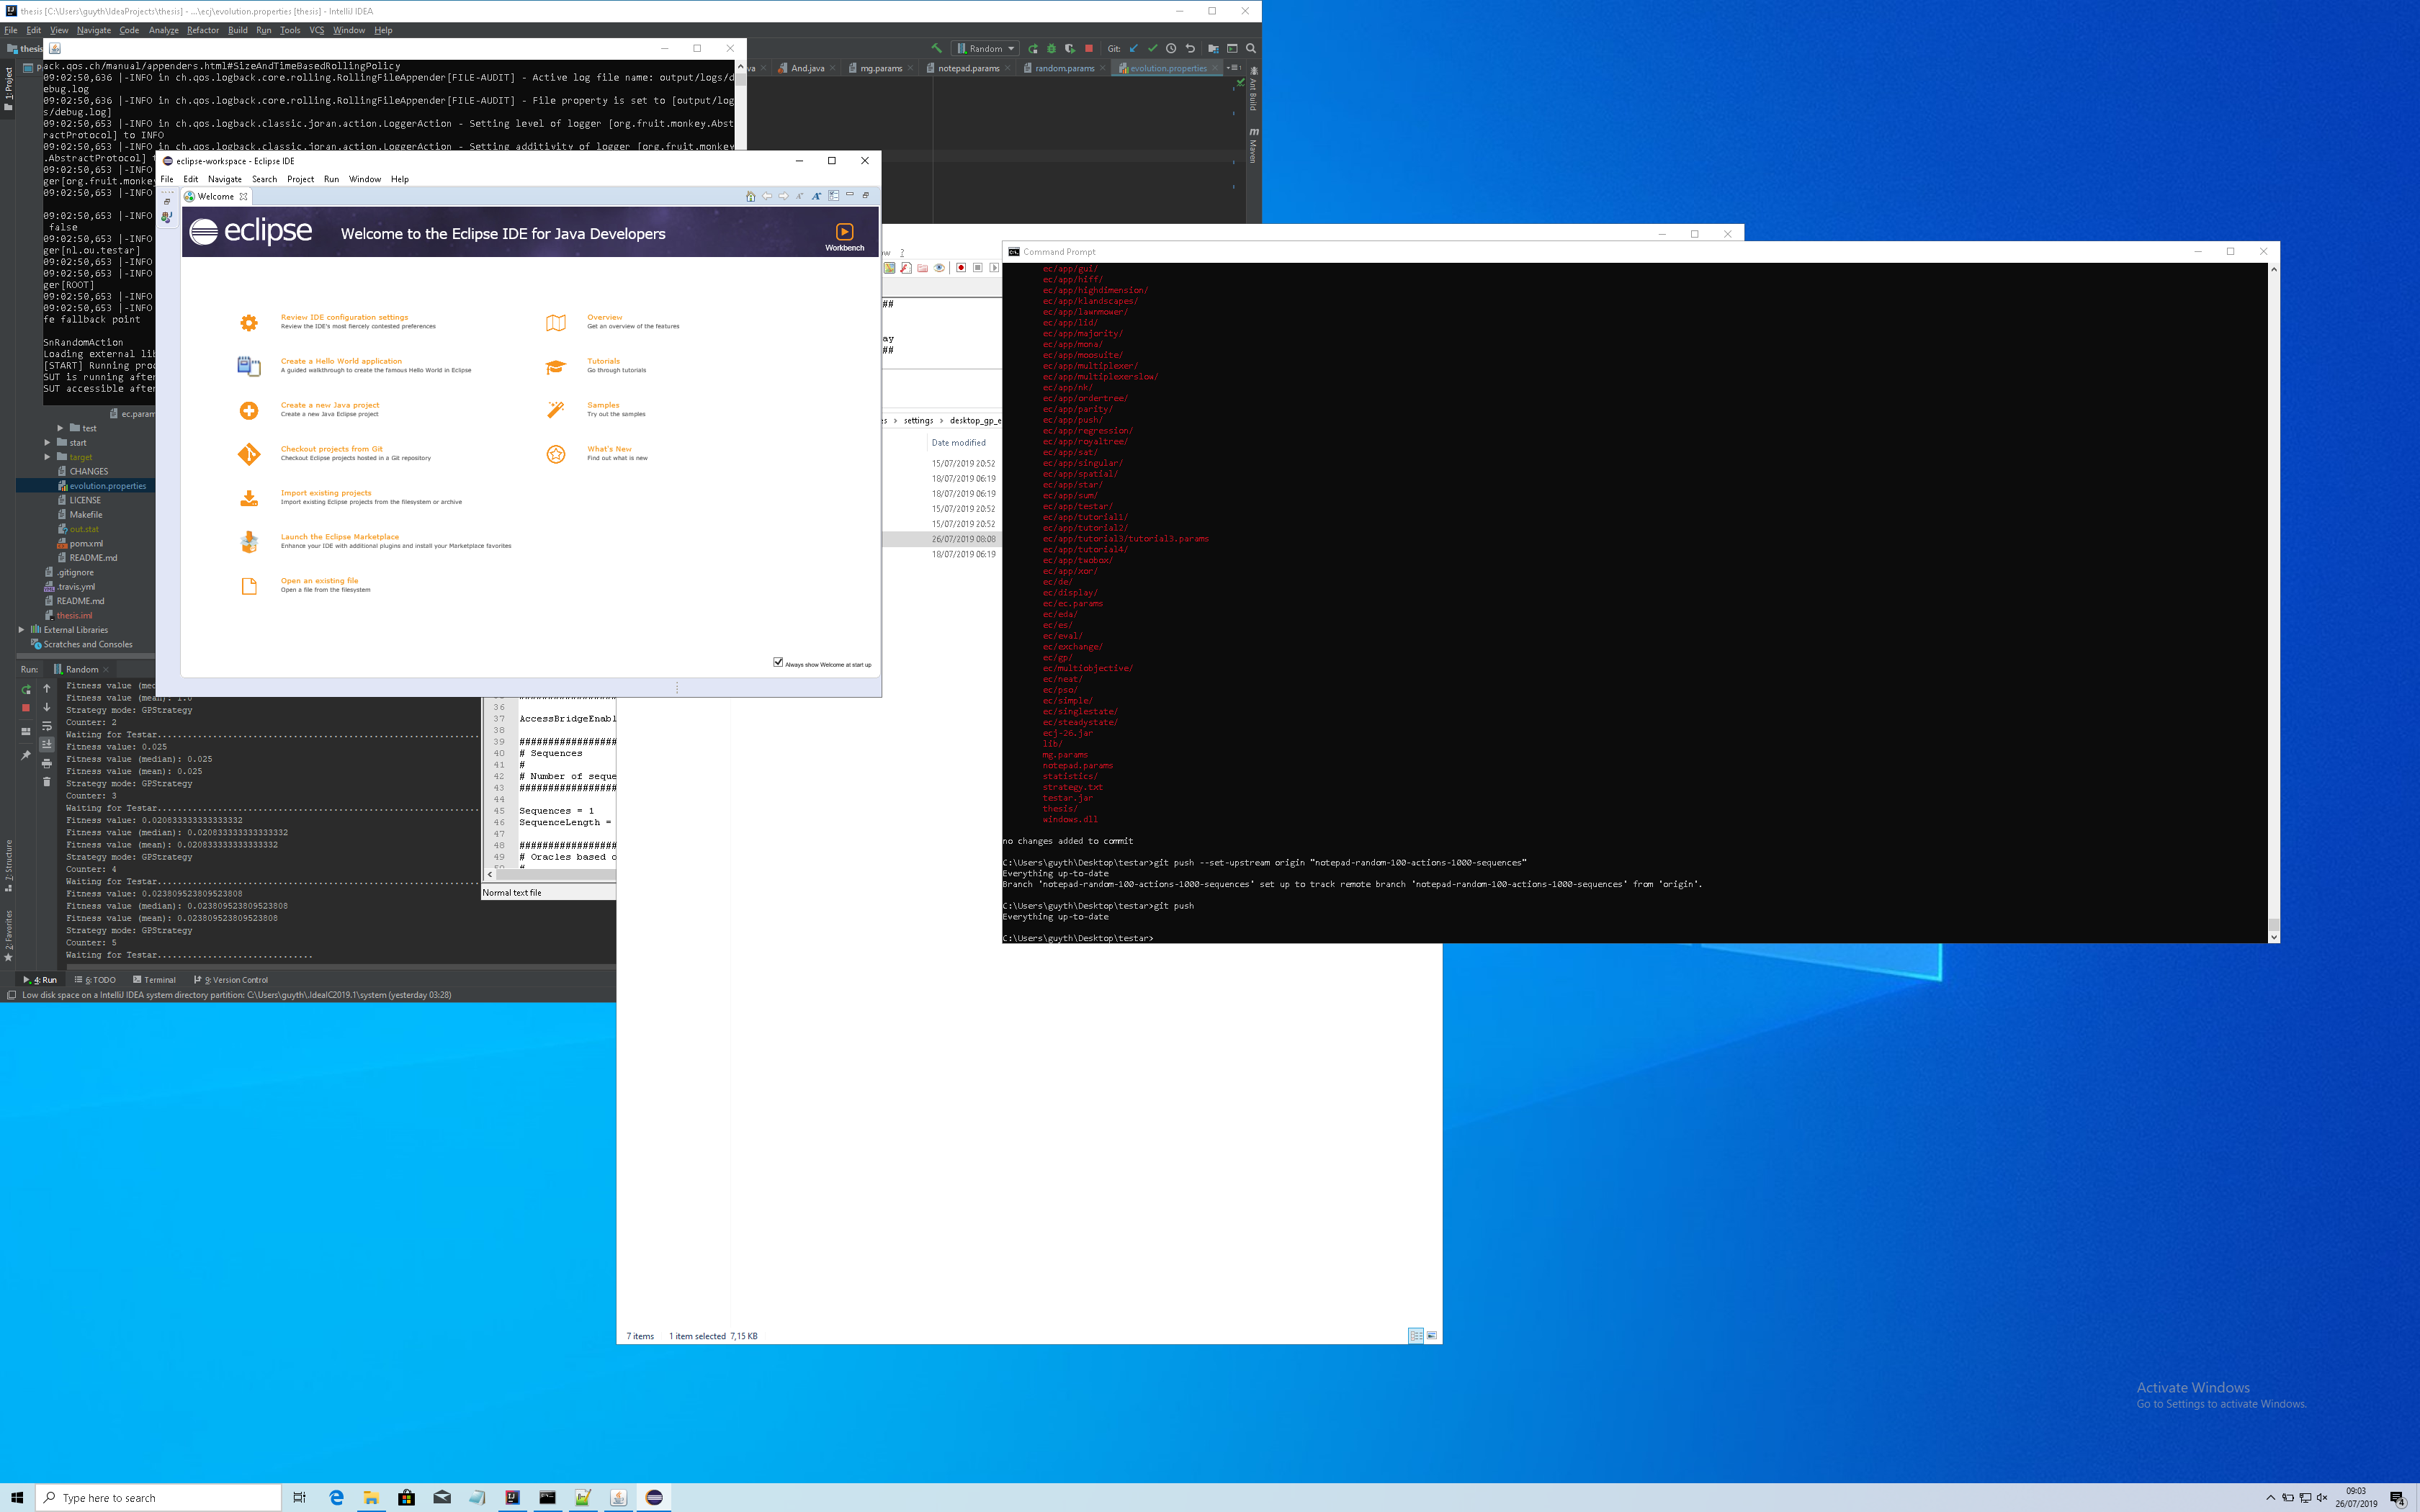 thesis [C:\Users\guyth\IdeaProjects\thesis] - ...\ecj\evolution.properties [thesis] - IntelliJ IDEA
File Edit View Navigate Code Analyze Refactor Build Run Tools VCS Window Help
thesis
Random
Git:
And.java
mg.params
notepad.params
random.params
evolution.properties
1: Project
Ant Build
Maven
ack.qos.ch/manual/appenders.html#SizeAndTimeBasedRollingPolicy
09:02:50,636 |-INFO in ch.qos.logback.core.rolling.RollingFileAppender[FILE-AUDIT] - Active log file name: output/logs/d
ebug.log
09:02:50,636 |-INFO in ch.qos.logback.core.rolling.RollingFileAppender[FILE-AUDIT] - File property is set to [output/log
s/debug.log]
09:02:50,653 |-INFO in ch.qos.logback.classic.joran.action.LoggerAction - Setting level of logger [org.fruit.monkey.Abst
ractProtocol] to INFO
09:02:50,653 |-INFO in ch.qos.logback.classic.joran.action.LoggerAction - Setting additivity of logger [org.fruit.monkey
.AbstractProtocol] t
09:02:50,653 |-INFO
ger[org.fruit.monke
09:02:50,653 |-INFO
09:02:50,653 |-INFO
false
09:02:50,653 |-INFO
ger[nl.ou.testar]
09:02:50,653 |-INFO
09:02:50,653 |-INFO
ger[ROOT]
09:02:50,653 |-INFO
09:02:50,653 |-INFO
fe fallback point
SnRandomAction
Loading external lib
[START] Running proc
SUT is running after
SUT accessible after
eclipse-workspace - Eclipse IDE
File Edit Navigate Search Project Run Window Help
Welcome
eclipse
Welcome to the Eclipse IDE for Java Developers
Workbench
Review IDE configuration settings
Review the IDE's most fiercely contested preferences
Overview
Get an overview of the features
Create a Hello World application
A guided walkthrough to create the famous Hello World in Eclipse
Tutorials
Go through tutorials
Create a new Java project
Create a new Java Eclipse project
Samples
Try out the samples
Checkout projects from Git
Checkout Eclipse projects hosted in a Git repository
What's New
Find out what is new
Import existing projects
Import existing Eclipse projects from the filesystem or archive
Launch the Eclipse Marketplace
Enhance your IDE with additional plugins and install your Marketplace favorites
Open an existing file
Open a file from the filesystem
Always show Welcome at start up
ec.param
test
start
target
CHANGES
evolution.properties
LICENSE
Makefile
out.stat
pom.xml
README.md
.gitignore
.travis.yml
README.md
thesis.iml
External Libraries
Scratches and Consoles
Run: Random
Fitness value (med
Fitness value (mean): 1.0
Strategy mode: GPStrategy
Counter: 2
Waiting for Testar
Fitness value: 0.025
Fitness value (median): 0.025
Fitness value (mean): 0.025
Strategy mode: GPStrategy
Counter: 3
Waiting for Testar
Fitness value: 0.020833333333333332
Fitness value (median): 0.020833333333333332
Fitness value (mean): 0.020833333333333332
Strategy mode: GPStrategy
Counter: 4
Waiting for Testar
Fitness value: 0.023809523809523808
Fitness value (median): 0.023809523809523808
Fitness value (mean): 0.023809523809523808
Strategy mode: GPStrategy
Counter: 5
Waiting for Testar
7: Structure
2: Favorites
4: Run 6: TODO Terminal 9: Version Control
Low disk space on a IntelliJ IDEA system directory partition: C:\Users\guyth\.IdeaIC2019.1\system (yesterday 03:28)
36
37 AccessBridgeEnabl
38
39 #################
40 # Sequences
41 #
42 # Number of seque
43 #################
44
45 Sequences = 1
46 SequenceLength =
47
48 #################
49 # Oracles based o
Normal text file
ow ?
##
ay
##
es › settings › desktop_gp_e
Date modified
15/07/2019 20:52
18/07/2019 06:19
18/07/2019 06:19
15/07/2019 20:52
15/07/2019 20:52
26/07/2019 08:08
18/07/2019 06:19
7 items 1 item selected 7,15 KB
Command Prompt
ec/app/gui/
ec/app/hiff/
ec/app/highdimension/
ec/app/klandscapes/
ec/app/lawnmower/
ec/app/lid/
ec/app/majority/
ec/app/mona/
ec/app/moosuite/
ec/app/multiplexer/
ec/app/multiplexerslow/
ec/app/nk/
ec/app/ordertree/
ec/app/parity/
ec/app/push/
ec/app/regression/
ec/app/royaltree/
ec/app/sat/
ec/app/singular/
ec/app/spatial/
ec/app/star/
ec/app/sum/
ec/app/testar/
ec/app/tutorial1/
ec/app/tutorial2/
ec/app/tutorial3/tutorial3.params
ec/app/tutorial4/
ec/app/twobox/
ec/app/xor/
ec/de/
ec/display/
ec/ec.params
ec/eda/
ec/es/
ec/eval/
ec/exchange/
ec/gp/
ec/multiobjective/
ec/neat/
ec/pso/
ec/simple/
ec/singlestate/
ec/steadystate/
ecj-26.jar
lib/
mg.params
notepad.params
statistics/
strategy.txt
testar.jar
thesis/
windows.dll
no changes added to commit
C:\Users\guyth\Desktop\testar>git push --set-upstream origin "notepad-random-100-actions-1000-sequences"
Everything up-to-date
Branch 'notepad-random-100-actions-1000-sequences' set up to track remote branch 'notepad-random-100-actions-1000-sequences' from 'origin'.
C:\Users\guyth\Desktop\testar>git push
Everything up-to-date
C:\Users\guyth\Desktop\testar>
Activate Windows
Go to Settings to activate Windows.
Type here to search
09:03
26/07/2019
4